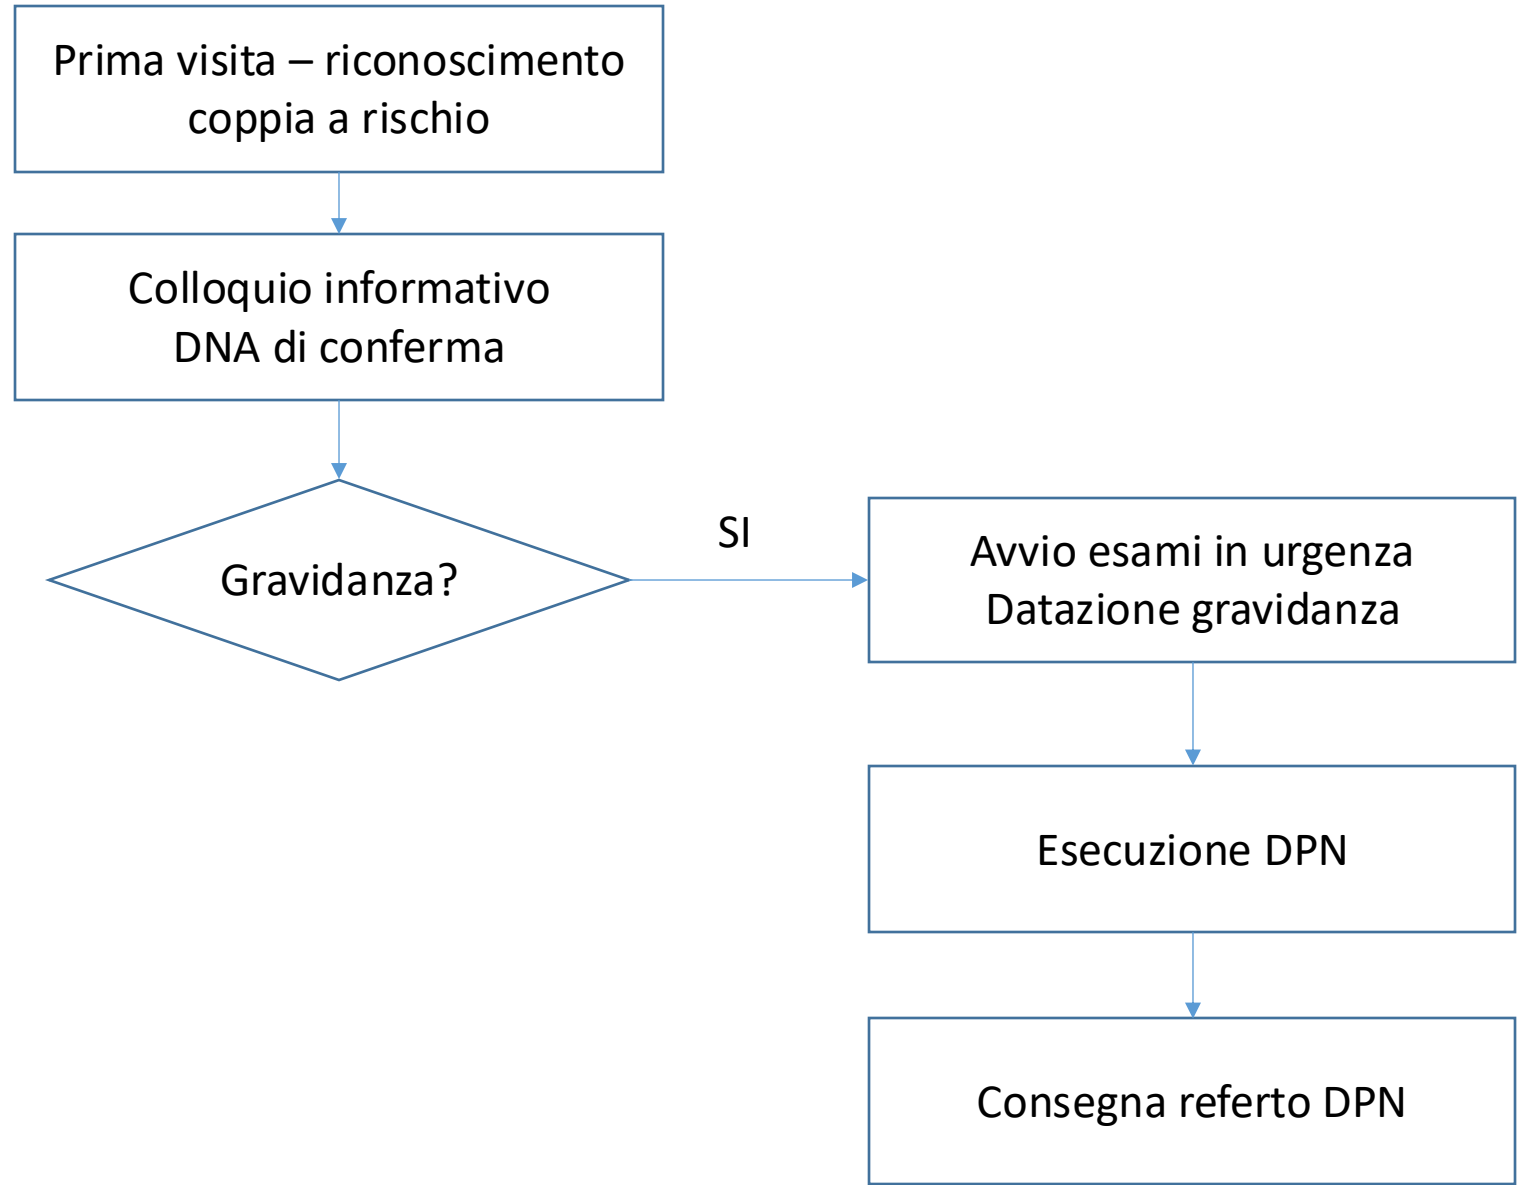 Prima visita – riconoscimento
coppia a rischio
Colloquio informativo
DNA di conferma
Gravidanza?
SI
Avvio esami in urgenza
Datazione gravidanza
Esecuzione DPN
Consegna referto DPN